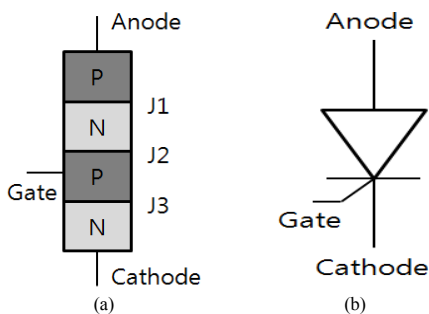 Anode
P
J1
N
J2
P
Gate
J3
N
Cathode
(a)
Anode
Gate
Cathode
(b)